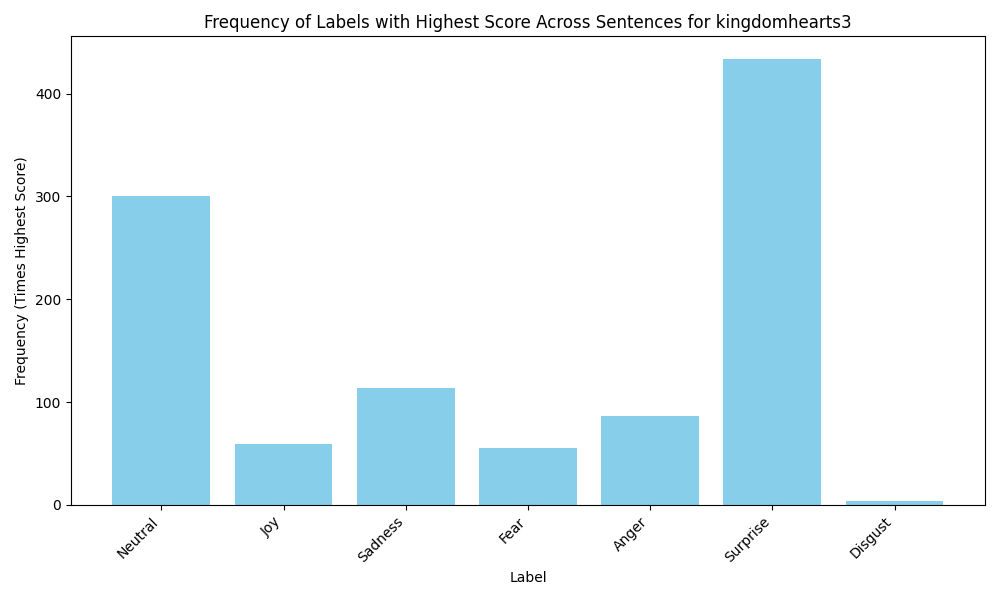 Frequency of Labels with Highest Score Across Sentences for kingdomhearts3
Frequency (Times Highest Score)
400
300
200
100
0
Neutral
Joy
Sadness
Fear
Anger
Surprise
Disgust
Label